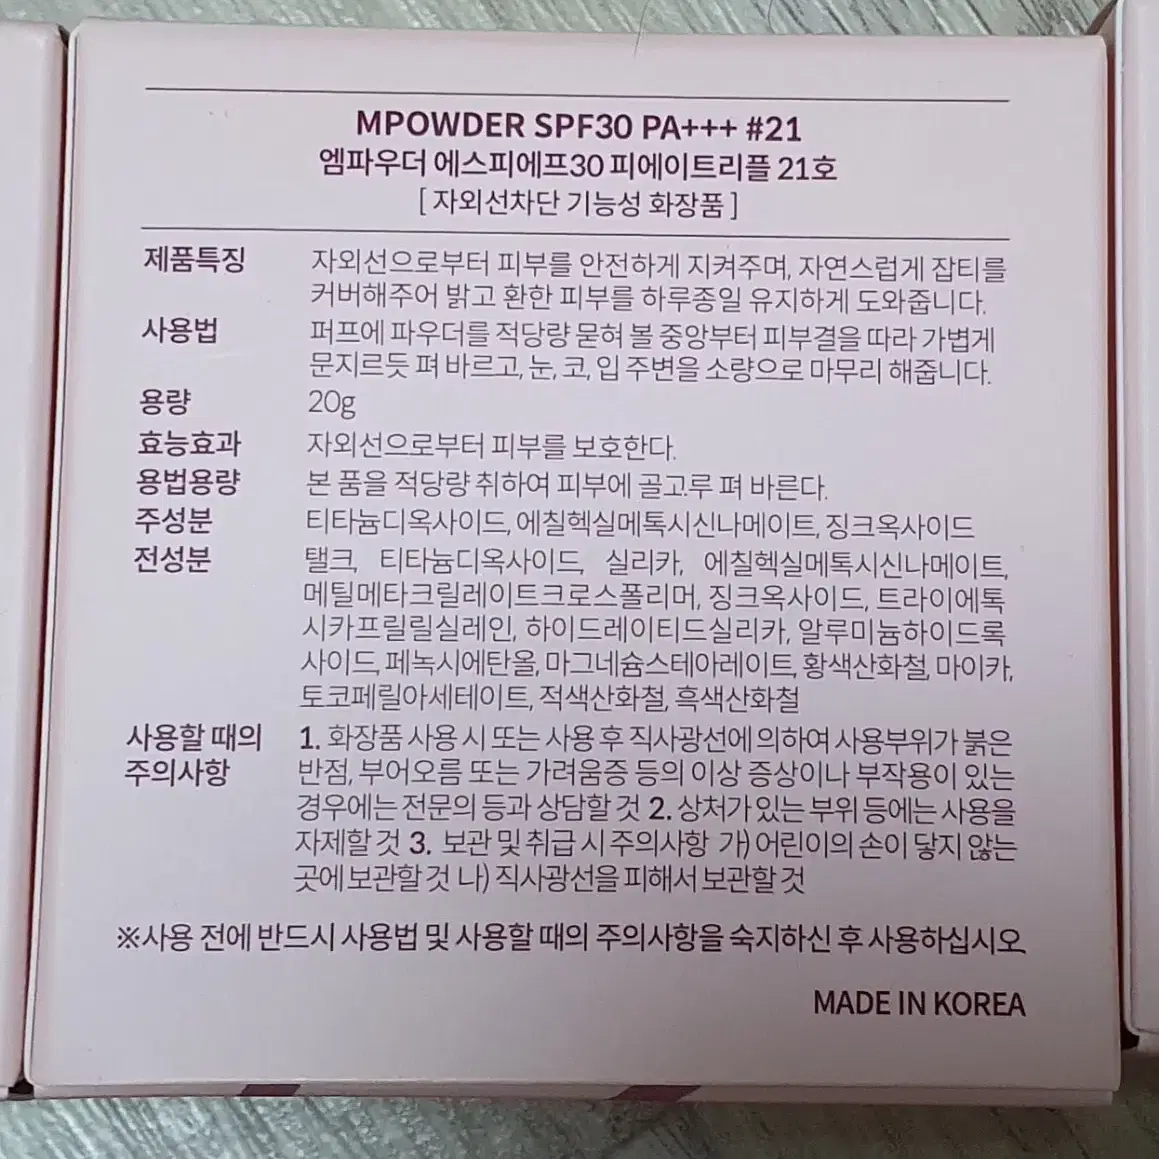 MPOWDER SPF30 PA+++ #21
엠파우더 에스피에프30 피에이트리플 21호
[ 자외선차단 기능성 화장품 ]
제품특징 자외선으로부터 피부를 안전하게 지켜주며, 자연스럽게 잡티를
커버해주어 밝고 환한 피부를 하루종일 유지하게 도와줍니다.
사용법 퍼프에 파우더를 적당량 묻혀 볼 중앙부터 피부결을 따라 가볍게
문지르듯 펴 바르고, 눈, 코, 입 주변을 소량으로 마무리 해줍니다.
용량 20g
효능효과 자외선으로부터 피부를 보호한다.
용법용량 본 품을 적당량 취하여 피부에 골고루 펴 바른다.
주성분 티타늄디옥사이드, 에칠헥실메톡시신나메이트, 징크옥사이드
전성분 탤크, 티타늄디옥사이드, 실리카, 에칠헥실메톡시신나메이트,
메틸메타크릴레이트크로스폴리머, 징크옥사이드, 트라이에톡
시카프릴릴실레인, 하이드레이티드실리카, 알루미늄하이드록
사이드, 페녹시에탄올, 마그네슘스테아레이트, 황색산화철, 마이카,
토코페릴아세테이트, 적색산화철, 흑색산화철
사용할 때의 1. 화장품 사용 시 또는 사용 후 직사광선에 의하여 사용부위가 붉은
주의사항 반점, 부어오름 또는 가려움증 등의 이상 증상이나 부작용이 있는
경우에는 전문의 등과 상담할 것 2. 상처가 있는 부위 등에는 사용을
자제할 것 3. 보관 및 취급 시 주의사항 가) 어린이의 손이 닿지 않는
곳에 보관할 것 나) 직사광선을 피해서 보관할 것
※사용 전에 반드시 사용법 및 사용할 때의 주의사항을 숙지하신 후 사용하십시오
MADE IN KOREA